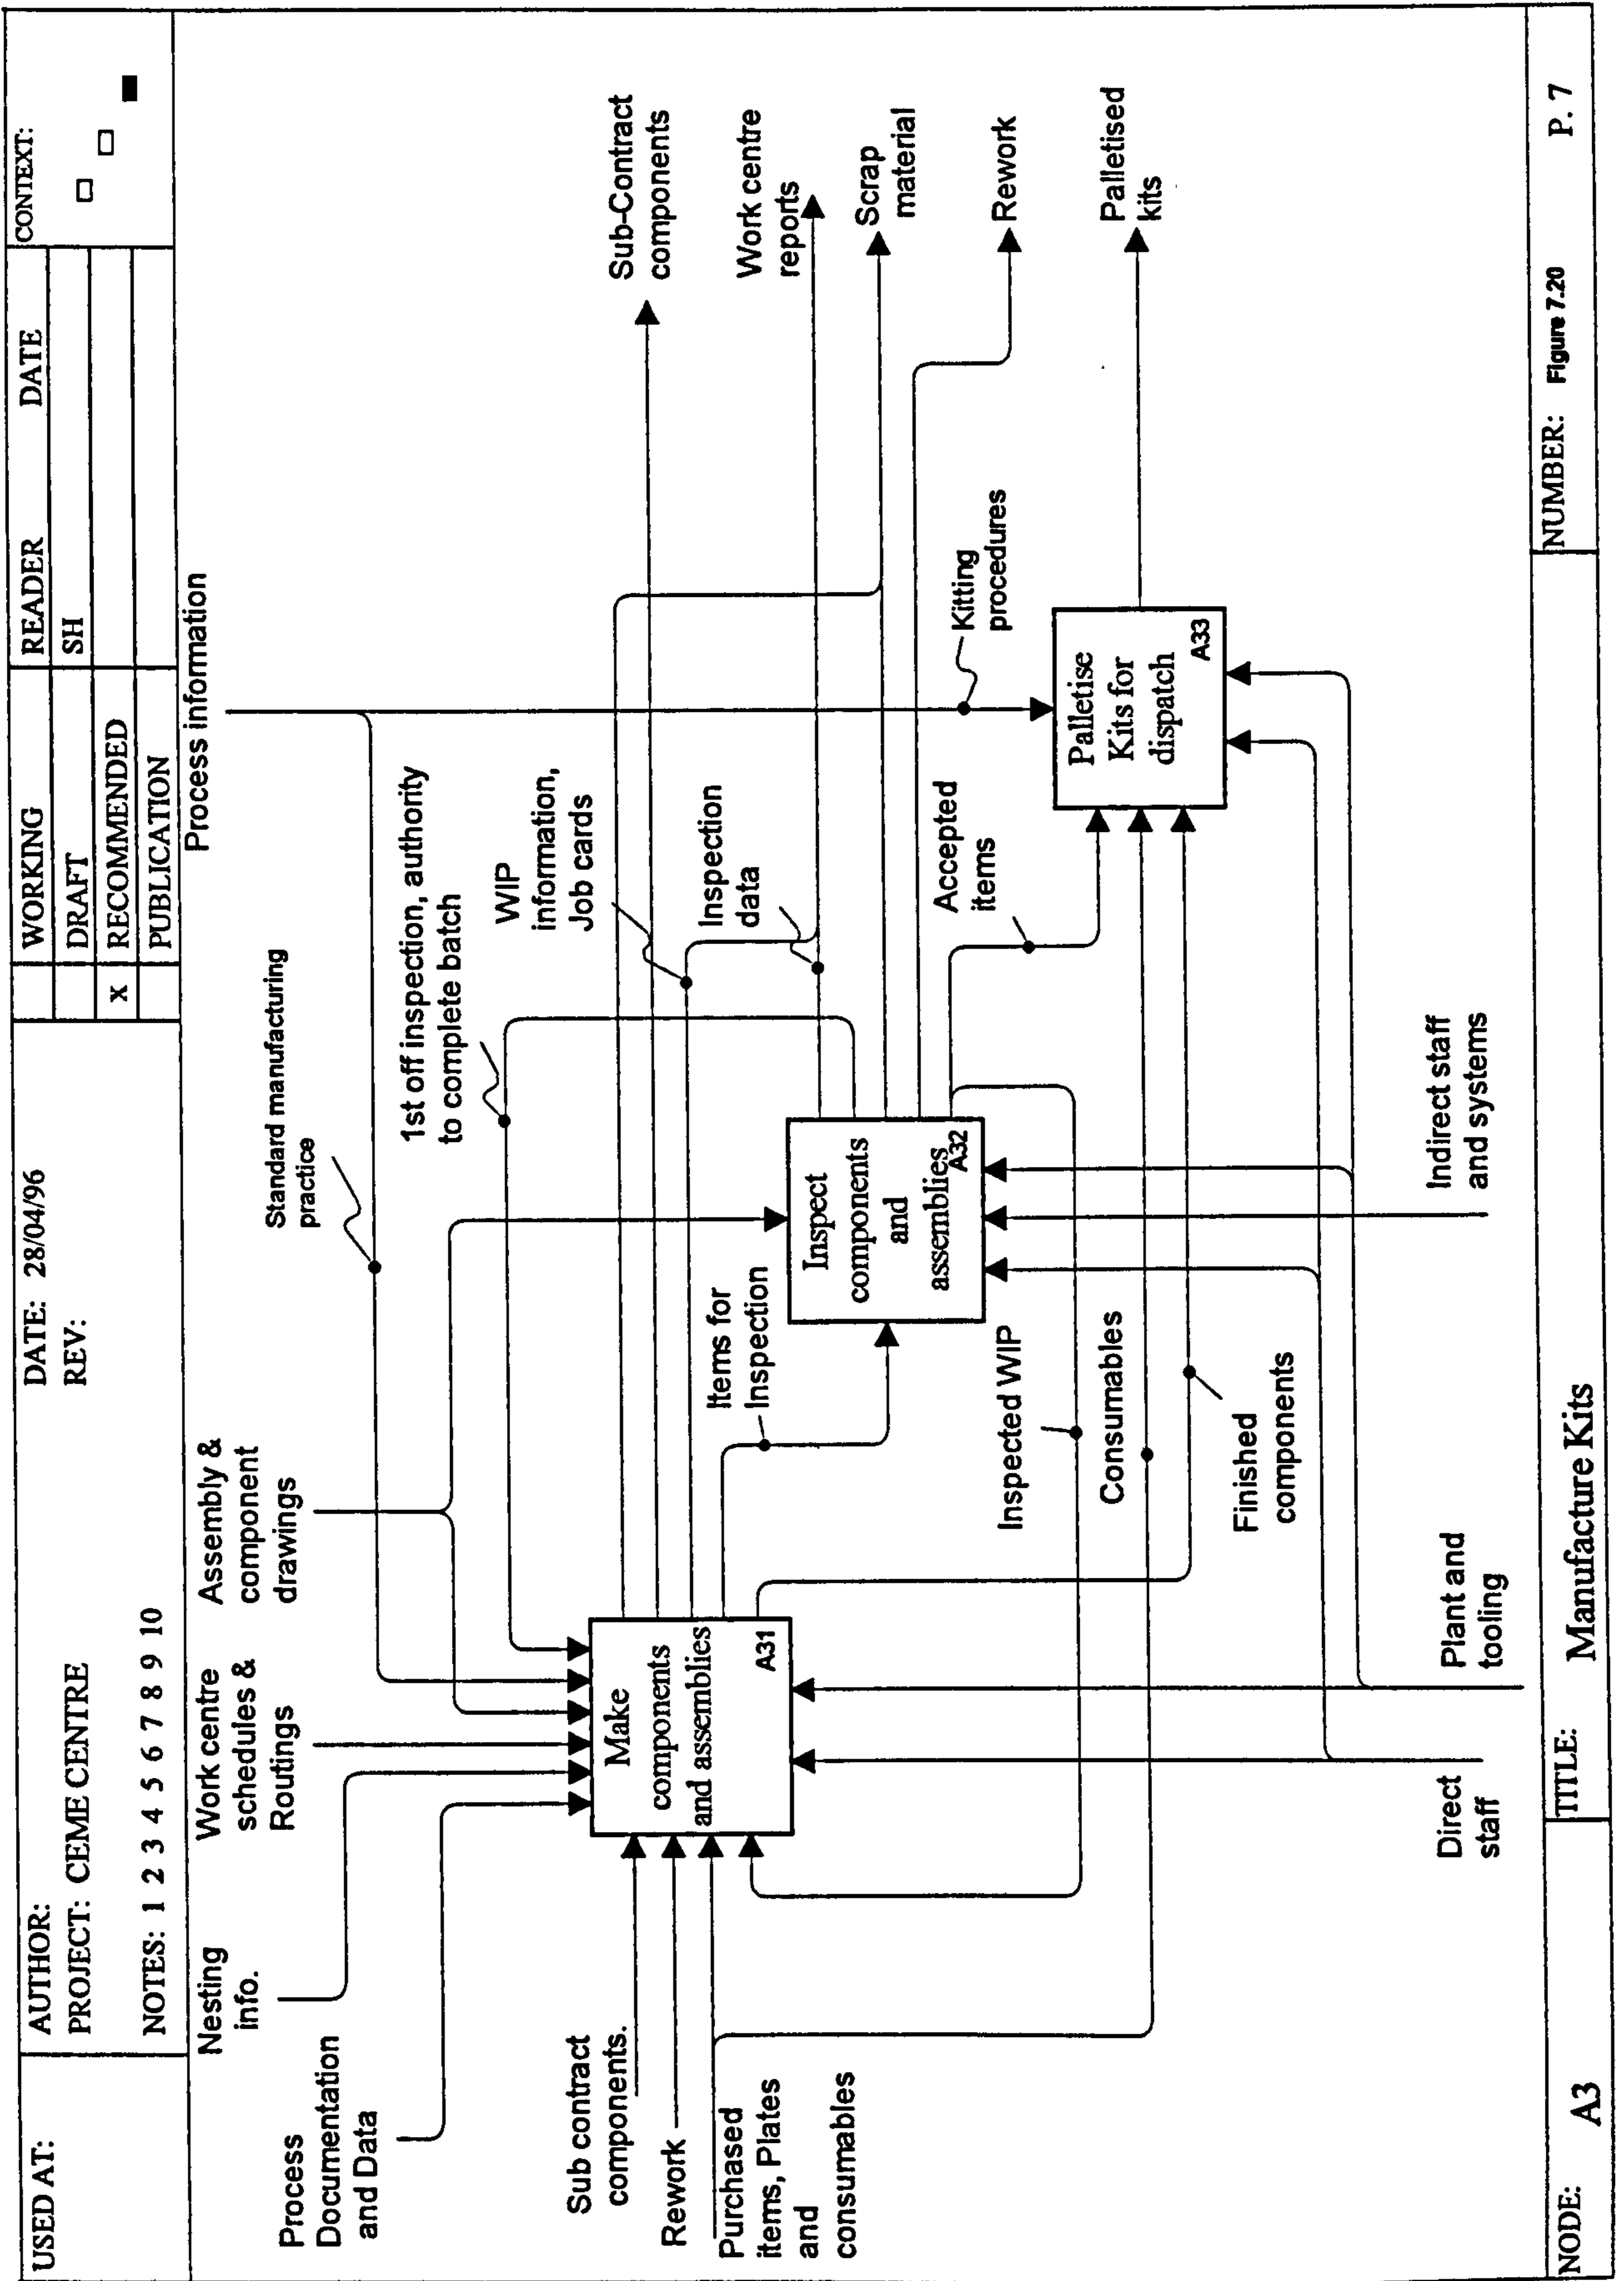 USED AT:
AUTHOR:
PROJECT: CEME CENTRE
NOTES: 1 2 3 4 5 6 7 8 9 10
DATE: 28/04/96
REV:
WORKING
DRAFT
X RECOMMENDED
PUBLICATION
READER
DATE
SH
CONTEXT:
Process
Documentation
and Data
Nesting
info.
Work centre
schedules &
Routings
Assembly &
component
drawings
Standard manufacturing
practice
Process information
1st off inspection, authority
to complete batch
WIP
information,
Job cards
Inspection
data
Sub-Contract
components
Work centre
reports
Scrap
material
Rework
Palletised
kits
Sub contract
components.
Rework
Purchased
items, Plates
and
consumables
Make
components
and assemblies
A31
Items for
Inspection
Inspect
components
and
assemblies
A32
Accepted
items
Kitting
procedures
Palletise
Kits for
dispatch
A33
Inspected WIP
Consumables
Finished
components
Direct
staff
Plant and
tooling
Indirect staff
and systems
NODE: A3
TITLE: Manufacture Kits
NUMBER: Figure 7.20
P. 7